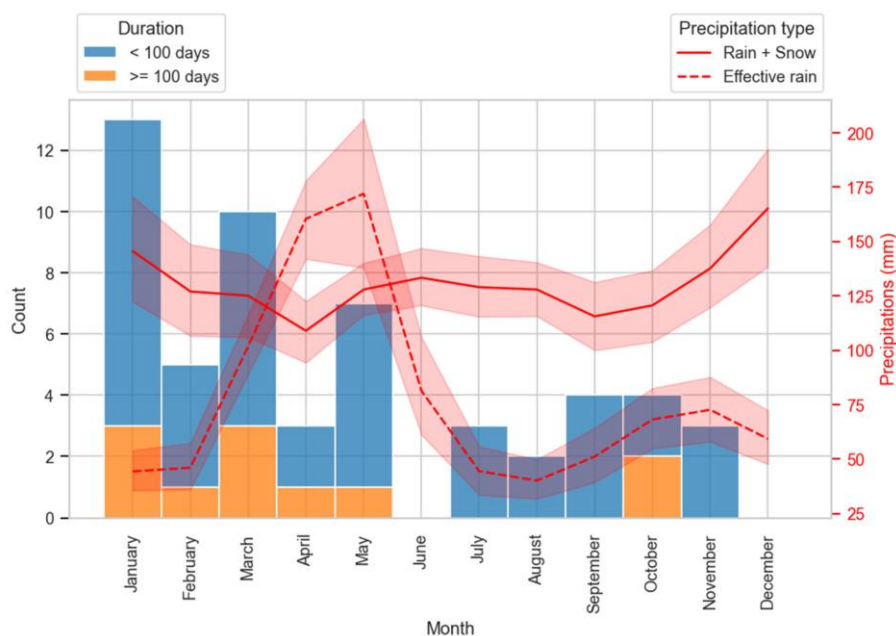 Duration
< 100 days
>= 100 days
Precipitation type
Rain + Snow
Effective rain
12
10
8
6
4
2
0
Count
200
175
150
125
100
75
50
25
Precipitations (mm)
January
February
March
April
May
June
July
August
September
October
November
December
Month